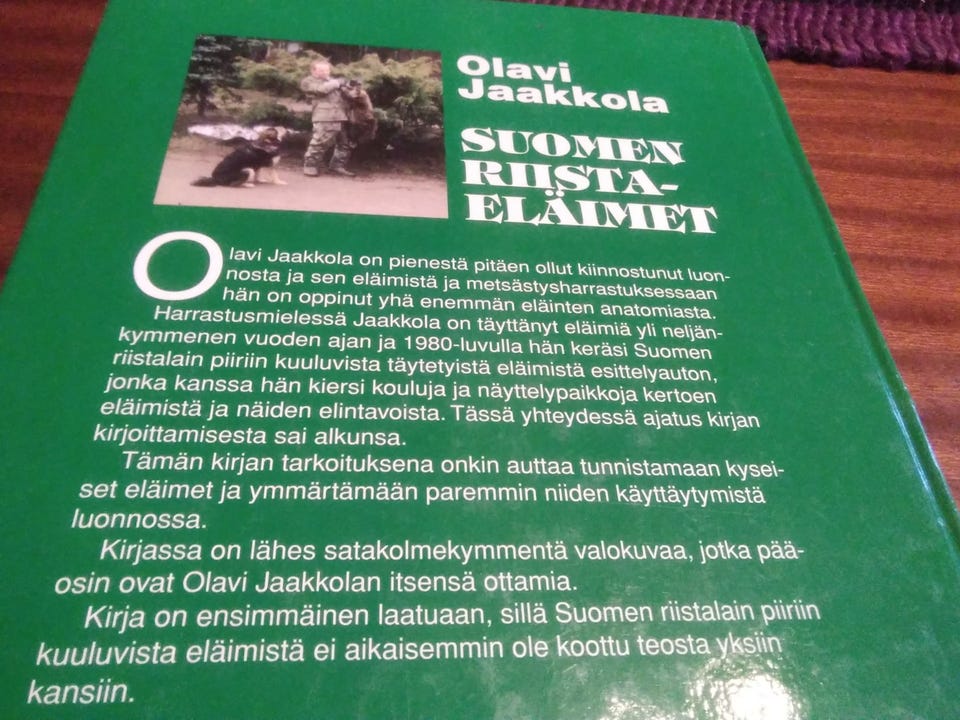 Olavi
Jaakkola
SUOMEN
RIISTA-
ELÄIMET
Olavi Jaakkola on pienestä pitäen ollut kiinnostunut luon-
nosta ja sen eläimistä ja metsästysharrastuksessaan
hän on oppinut yhä enemmän eläinten anatomiasta.
Harrastusmielessä Jaakkola on täyttänyt eläimiä yli neljän-
kymmenen vuoden ajan ja 1980-luvulla hän keräsi Suomen
riistalain piiriin kuuluvista täytetyistä eläimistä esittelyauton,
jonka kanssa hän kiersi kouluja ja näyttelypaikkoja kertoen
eläimistä ja näiden elintavoista. Tässä yhteydessä ajatus kirjan
kirjoittamisesta sai alkunsa.
Tämän kirjan tarkoituksena onkin auttaa tunnistamaan kysei-
set eläimet ja ymmärtämään paremmin niiden käyttäytymistä
luonnossa.
Kirjassa on lähes satakolmekymmentä valokuvaa, jotka pää-
osin ovat Olavi Jaakkolan itsensä ottamia.
Kirja on ensimmäinen laatuaan, sillä Suomen riistalain piiriin
kuuluvista eläimistä ei aikaisemmin ole koottu teosta yksiin
kansiin.